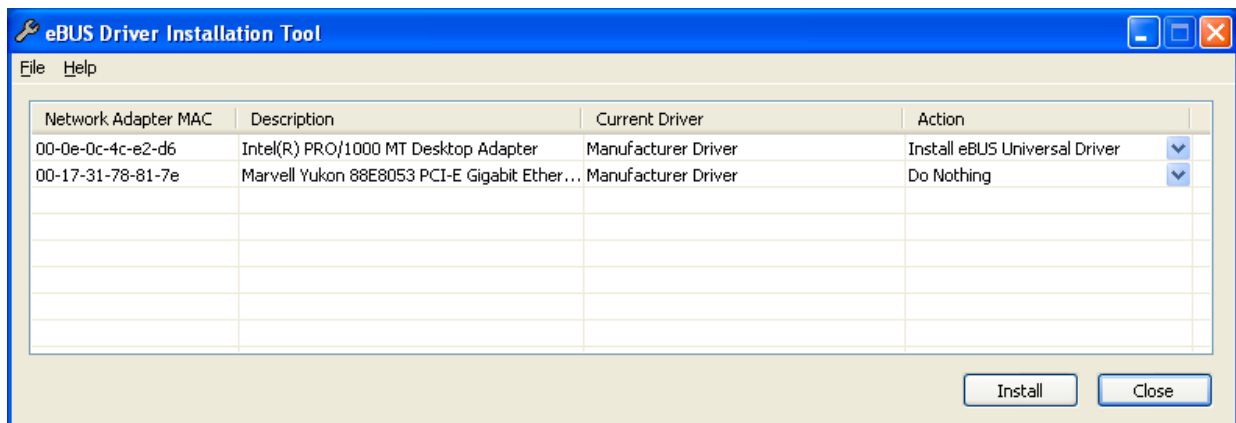 eBUS Driver Installation Tool
File Help
Network Adapter MAC Description Current Driver Action
00-0e-0c-4c-e2-d6 Intel(R) PRO/1000 MT Desktop Adapter Manufacturer Driver Install eBUS Universal Driver
00-17-31-78-81-7e Marvell Yukon 88E8053 PCI-E Gigabit Ether... Manufacturer Driver Do Nothing
Install Close